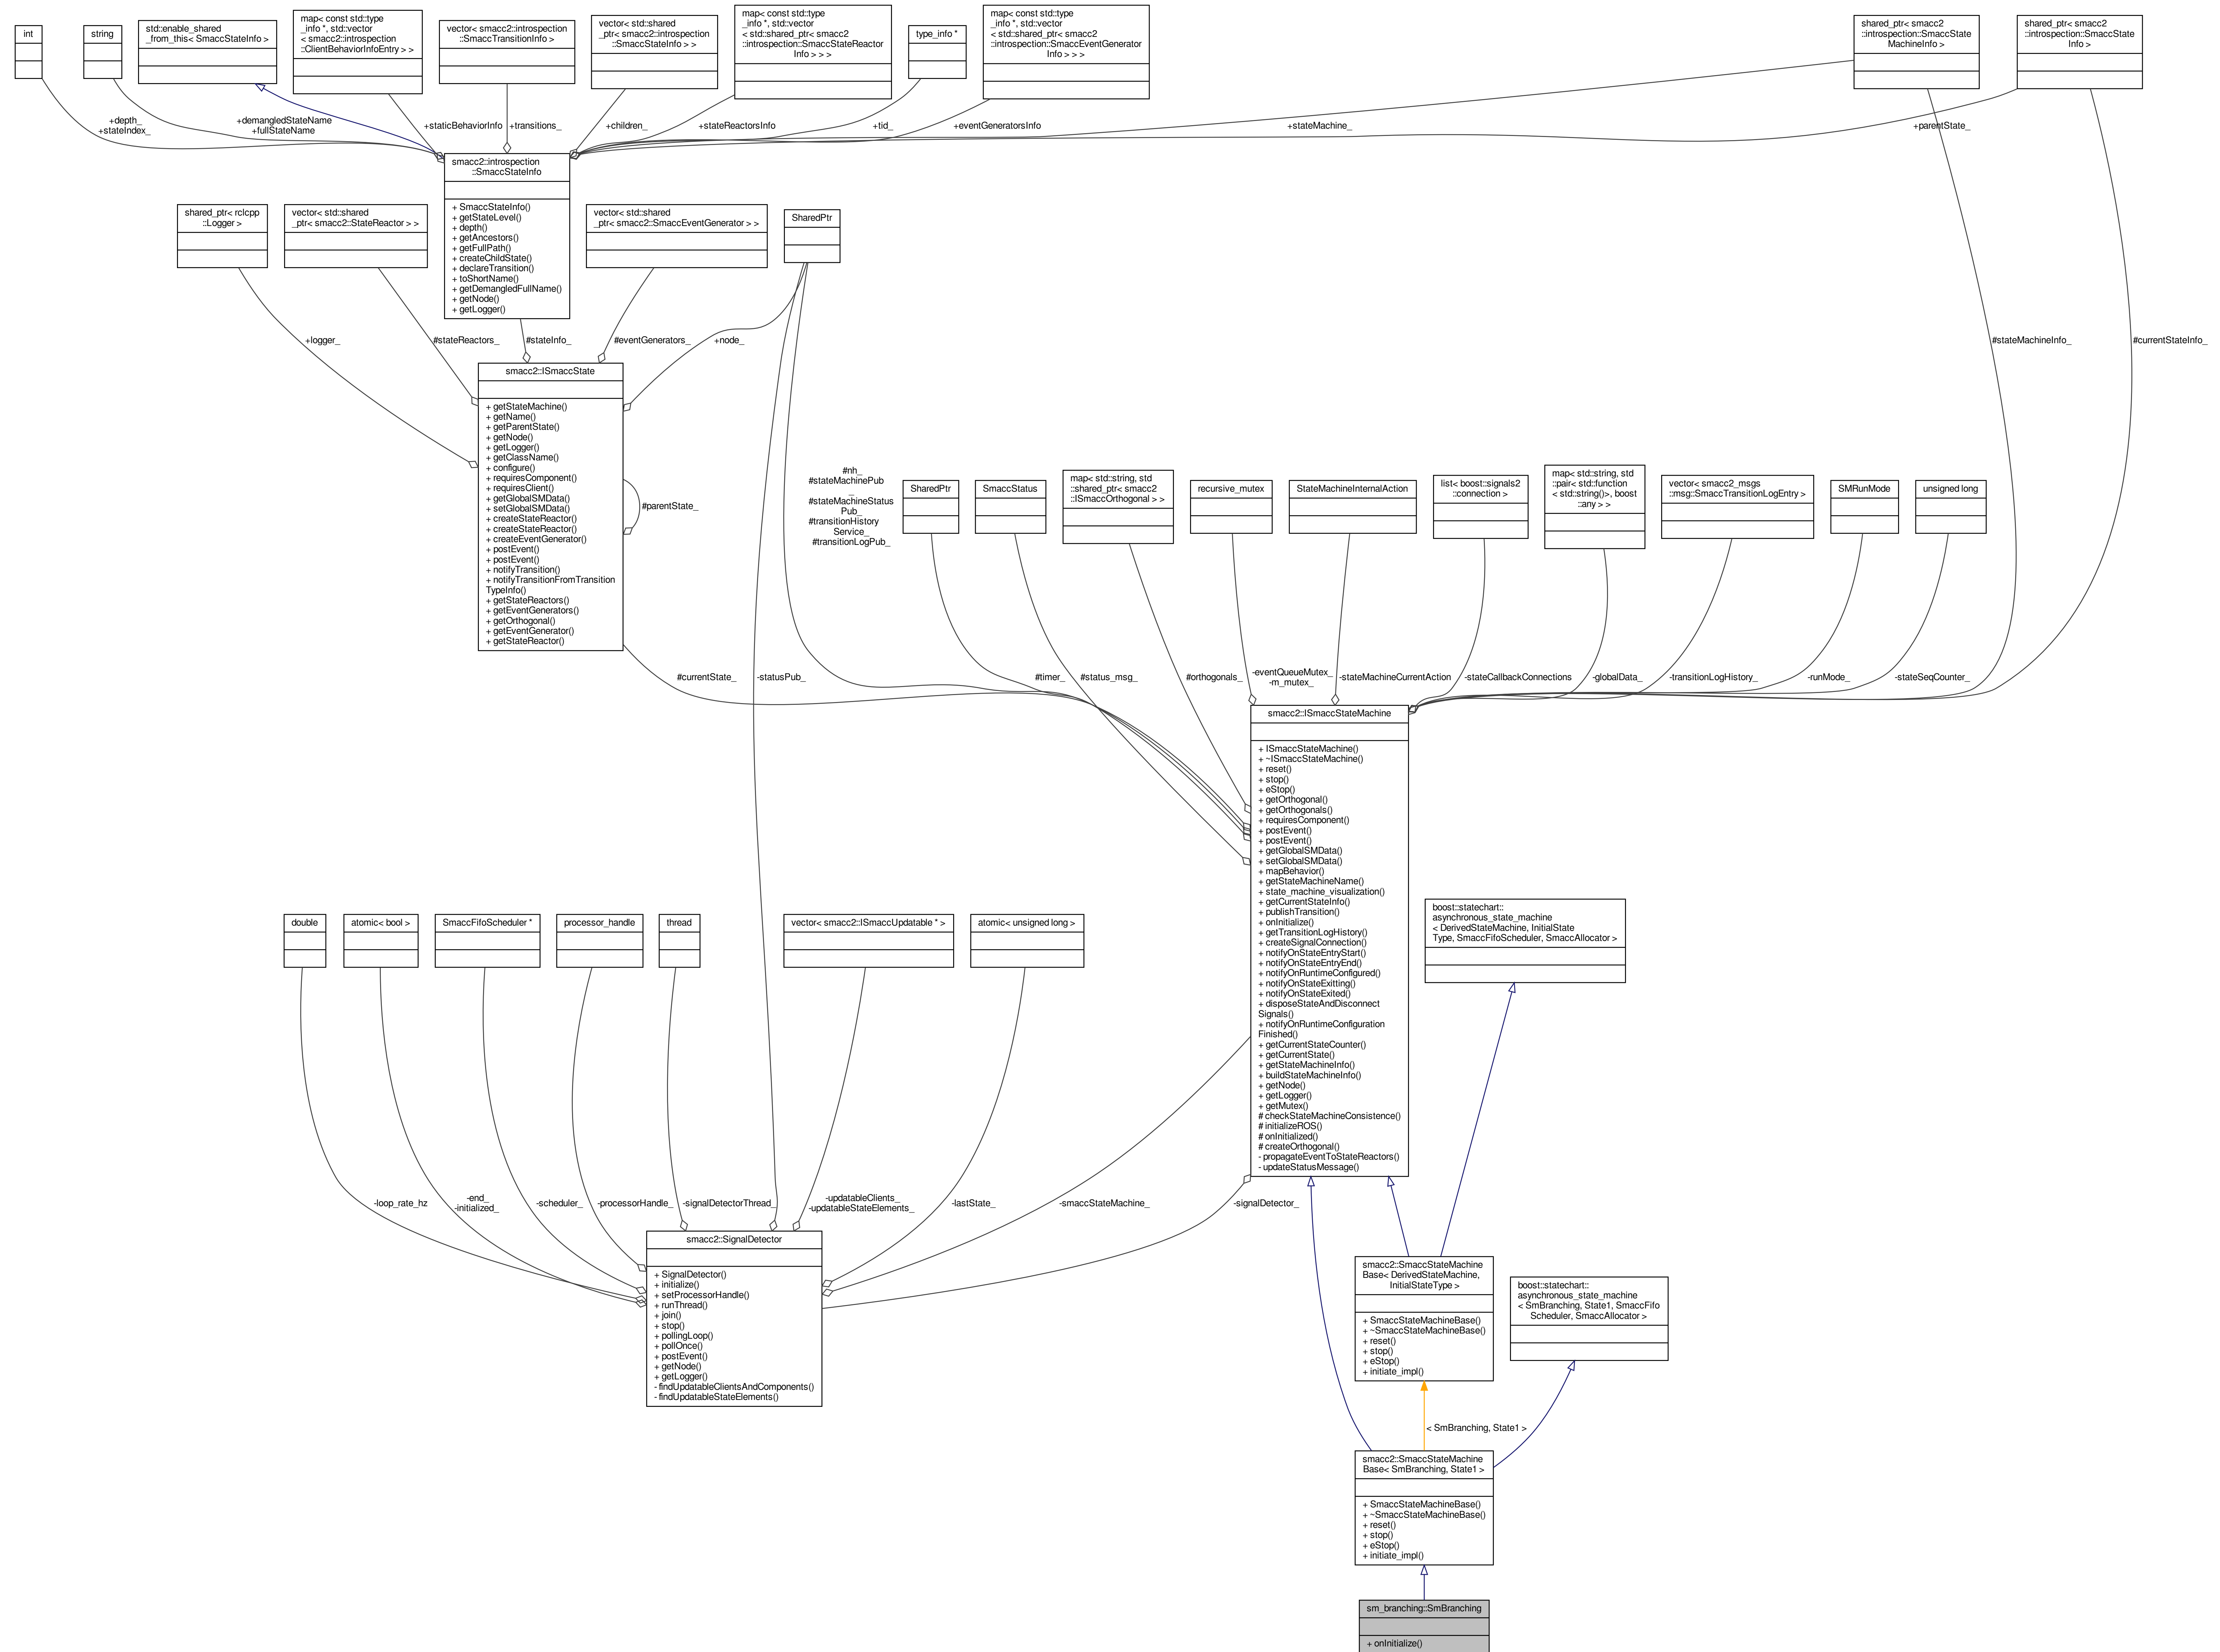 int
string
std::enable_shared
_from_this< SmaccStateInfo >
map< const std::type
_info *, std::vector
< smacc2::introspection
::ClientBehaviorInfoEntry > >
vector< smacc2::introspection
::SmaccTransitionInfo >
vector< std::shared
_ptr< smacc2::introspection
::SmaccStateInfo > >
map< const std::type
_info *, std::vector
< std::shared_ptr< smacc2
::introspection::SmaccStateReactor
Info > > >
type_info *
map< const std::type
_info *, std::vector
< std::shared_ptr< smacc2
::introspection::SmaccEventGenerator
Info > > >
shared_ptr< smacc2
::introspection::SmaccState
MachineInfo >
shared_ptr< smacc2
::introspection::SmaccState
Info >
+depth_
+stateIndex_
+demangledStateName
+fullStateName
+staticBehaviorInfo
+transitions_
+children_
+stateReactorsInfo
+tid_
+eventGeneratorsInfo
+stateMachine_
+parentState_
smacc2::introspection
::SmaccStateInfo
+ SmaccStateInfo()
+ getStateLevel()
+ depth()
+ getAncestors()
+ getFullPath()
+ createChildState()
+ declareTransition()
+ toShortName()
+ getDemangledFullName()
+ getNode()
+ getLogger()
shared_ptr< rclcpp
::Logger >
vector< std::shared
_ptr< smacc2::StateReactor > >
vector< std::shared
_ptr< smacc2::SmaccEventGenerator > >
SharedPtr
+logger_
#stateReactors_
#stateInfo_
#eventGenerators_
+node_
#stateMachineInfo_
#currentStateInfo_
smacc2::ISmaccState
+ getStateMachine()
+ getName()
+ getParentState()
+ getNode()
+ getLogger()
+ getClassName()
+ configure()
+ requiresComponent()
+ requiresClient()
+ getGlobalSMData()
+ setGlobalSMData()
+ createStateReactor()
+ createStateReactor()
+ createEventGenerator()
+ postEvent()
+ postEvent()
+ notifyTransition()
+ notifyTransitionFromTransition
TypeInfo()
+ getStateReactors()
+ getEventGenerators()
+ getOrthogonal()
+ getEventGenerator()
+ getStateReactor()
#parentState_
#nh_
#stateMachinePub
_
#stateMachineStatus
Pub_
#transitionHistory
Service_
#transitionLogPub_
SharedPtr
SmaccStatus
map< std::string, std
::shared_ptr< smacc2
::ISmaccOrthogonal > >
recursive_mutex
StateMachineInternalAction
list< boost::signals2
::connection >
map< std::string, std
::pair< std::function
< std::string()>, boost
::any > >
vector< smacc2_msgs
::msg::SmaccTransitionLogEntry >
SMRunMode
unsigned long
#currentState_
-statusPub_
#timer_
#status_msg_
#orthogonals_
-eventQueueMutex_
-m_mutex_
-stateMachineCurrentAction
-stateCallbackConnections
-globalData_
-transitionLogHistory_
-runMode_
-stateSeqCounter_
smacc2::ISmaccStateMachine
+ ISmaccStateMachine()
+ ~ISmaccStateMachine()
+ reset()
+ stop()
+ eStop()
+ getOrthogonal()
+ getOrthogonals()
+ requiresComponent()
+ postEvent()
+ postEvent()
+ getGlobalSMData()
+ setGlobalSMData()
+ mapBehavior()
+ getStateMachineName()
+ state_machine_visualization()
+ getCurrentStateInfo()
+ publishTransition()
+ onInitialize()
+ getTransitionLogHistory()
+ createSignalConnection()
+ notifyOnStateEntryStart()
+ notifyOnStateEntryEnd()
+ notifyOnRuntimeConfigured()
+ notifyOnStateExitting()
+ notifyOnStateExited()
+ disposeStateAndDisconnect
Signals()
+ notifyOnRuntimeConfiguration
Finished()
+ getCurrentStateCounter()
+ getCurrentState()
+ getStateMachineInfo()
+ buildStateMachineInfo()
+ getNode()
+ getLogger()
+ getMutex()
# checkStateMachineConsistence()
# initializeROS()
# onInitialized()
# createOrthogonal()
- propagateEventToStateReactors()
- updateStatusMessage()
double
atomic< bool >
SmaccFifoScheduler *
processor_handle
thread
vector< smacc2::ISmaccUpdatable * >
atomic< unsigned long >
boost::statechart::
asynchronous_state_machine
< DerivedStateMachine, InitialState
Type, SmaccFifoScheduler, SmaccAllocator >
-loop_rate_hz
-end_
-initialized_
-scheduler_
-processorHandle_
-signalDetectorThread_
-updatableClients_
-updatableStateElements_
-lastState_
-smaccStateMachine_
-signalDetector_
smacc2::SignalDetector
+ SignalDetector()
+ initialize()
+ setProcessorHandle()
+ runThread()
+ join()
+ stop()
+ pollingLoop()
+ pollOnce()
+ postEvent()
+ getNode()
+ getLogger()
- findUpdatableClientsAndComponents()
- findUpdatableStateElements()
smacc2::SmaccStateMachine
Base< DerivedStateMachine,
InitialStateType >
+ SmaccStateMachineBase()
+ ~SmaccStateMachineBase()
+ reset()
+ stop()
+ eStop()
+ initiate_impl()
boost::statechart::
asynchronous_state_machine
< SmBranching, State1, SmaccFifo
Scheduler, SmaccAllocator >
< SmBranching, State1 >
smacc2::SmaccStateMachine
Base< SmBranching, State1 >
+ SmaccStateMachineBase()
+ ~SmaccStateMachineBase()
+ reset()
+ stop()
+ eStop()
+ initiate_impl()
sm_branching::SmBranching
+ onInitialize()